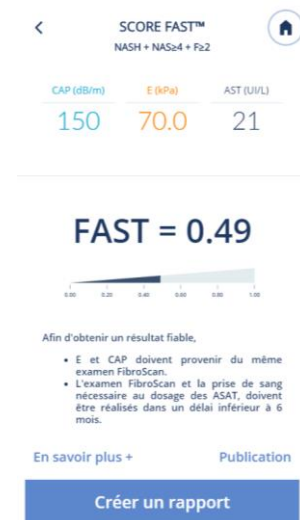 SCORE FAST™
NASH + NAS≥4 + F≥2
CAP (dB/m) E (kPa) AST (UI/L)
150 70.0 21
FAST = 0.49
0.00 0.20 0.40 0.60 0.80 1.00
Afin d'obtenir un résultat fiable,
• E et CAP doivent provenir du même
examen FibroScan.
• L'examen FibroScan et la prise de sang
nécessaire au dosage des ASAT, doivent
être réalisés dans un délai inférieur à 6
mois.
En savoir plus + Publication
Créer un rapport